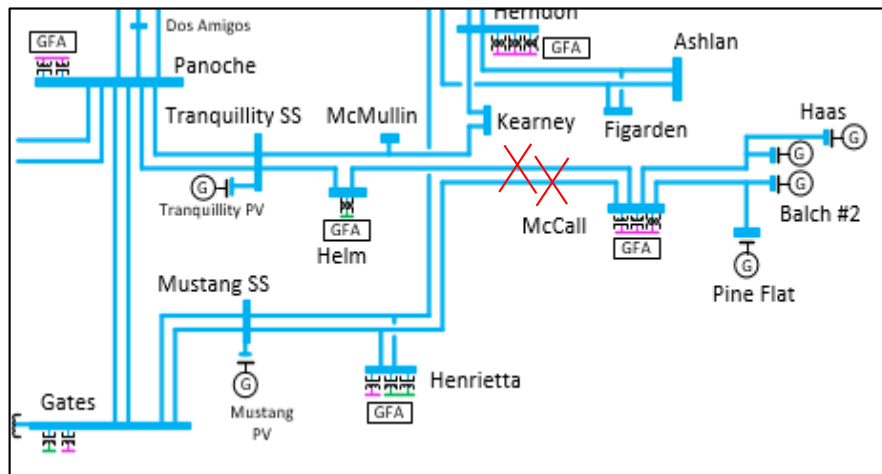 Herndon
Dos Amigos
GFA
GFA
Ashlan
Panoche
Haas
Tranquillity SS
McMullin
Kearney
Figarden
G
G
G
G
Tranquillity PV
McCall
Balch #2
GFA
GFA
Helm
G
Mustang SS
Pine Flat
Henrietta
G
GFA
Gates
Mustang
PV